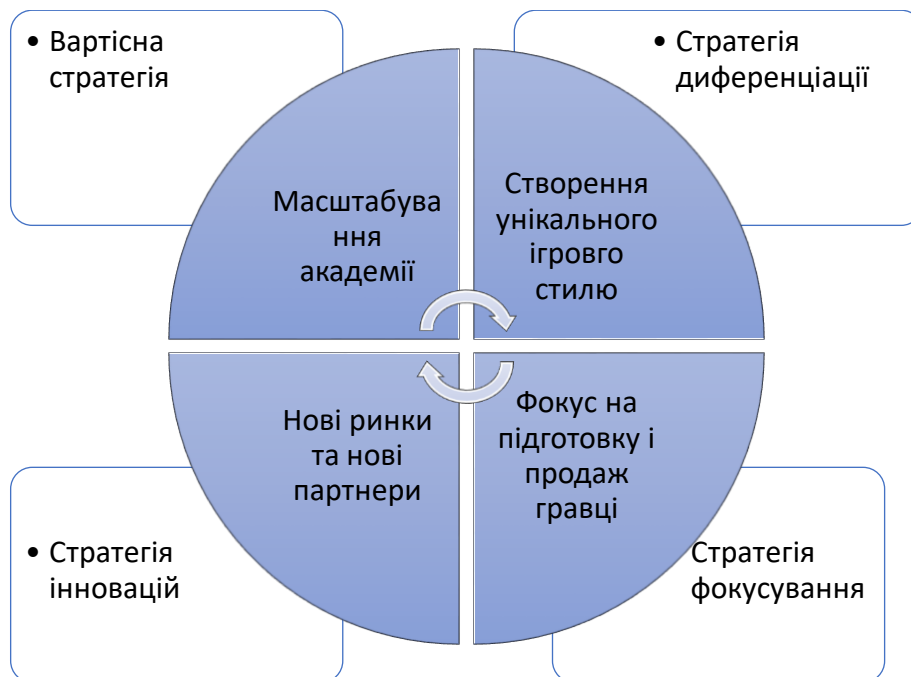 • Вартісна
стратегія
• Стратегія
диференціації
Масштабува
ння
академії
Створення
унікального
ігровго
стилю
Нові ринки
та нові
партнери
Фокус на
підготовку і
продаж
гравці
• Стратегія
інновацій
Стратегія
фокусування